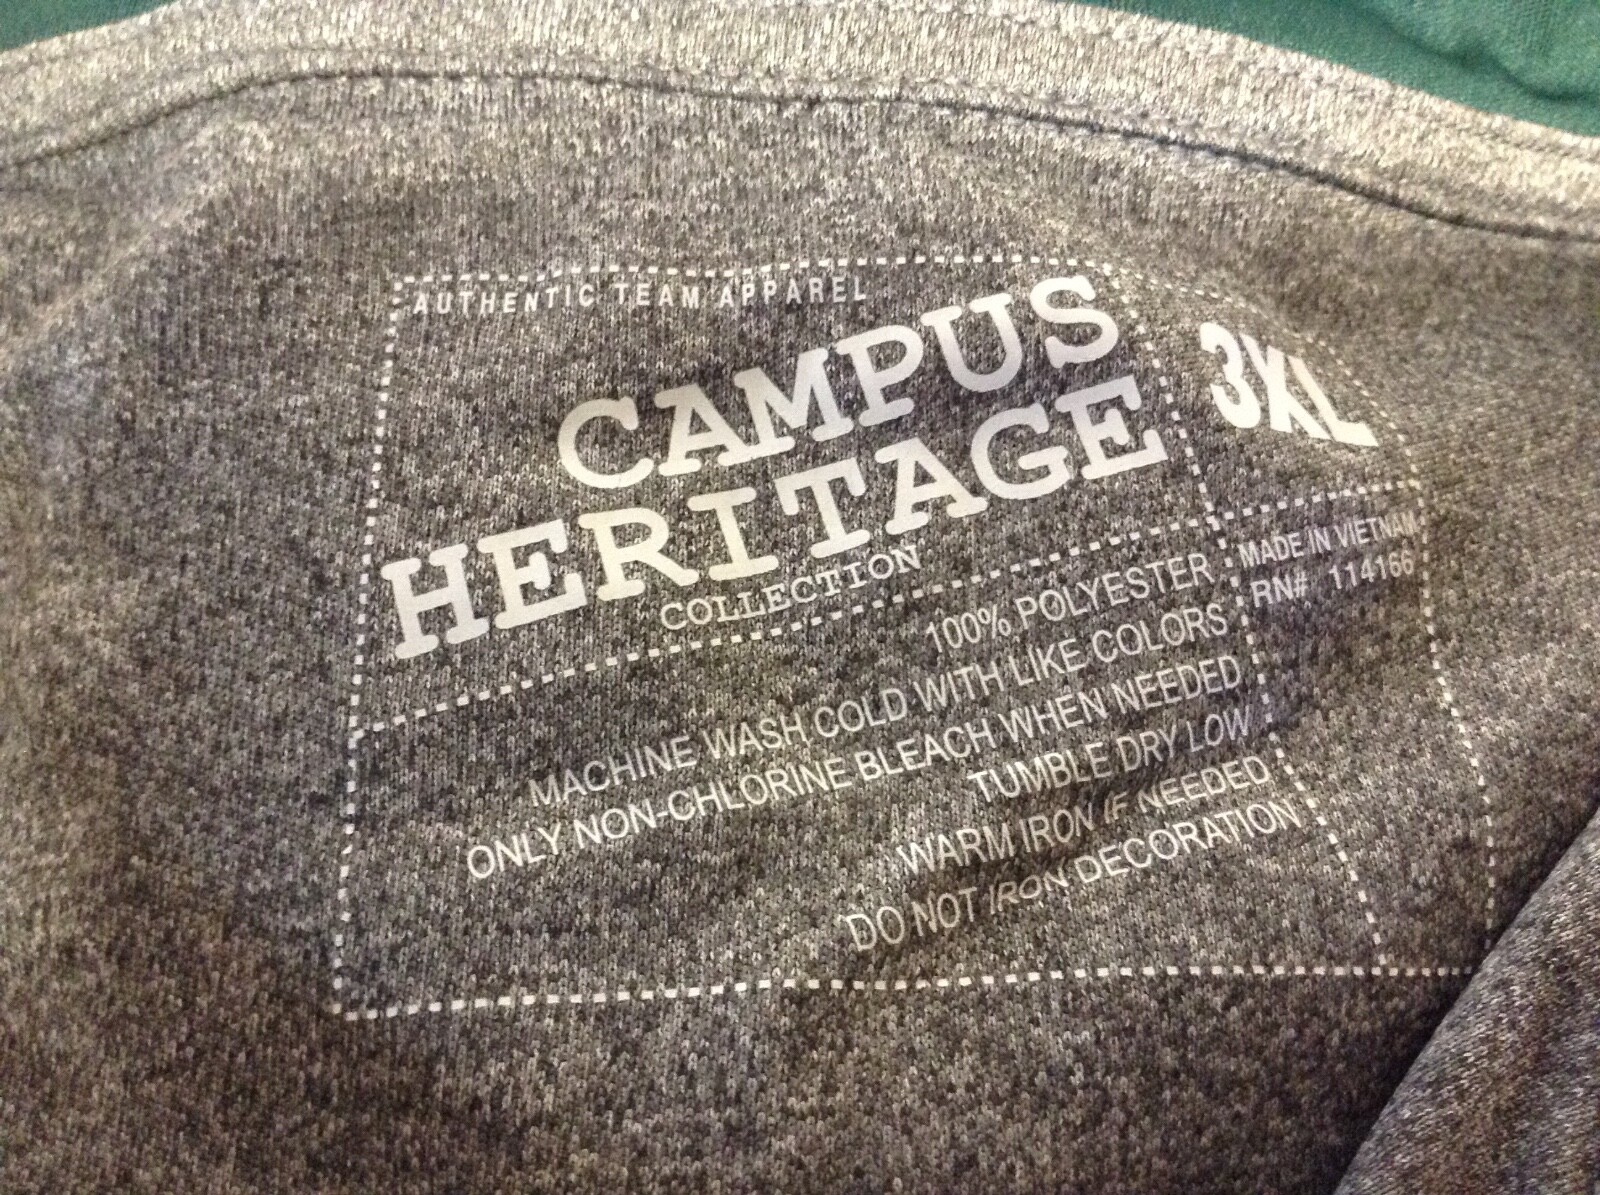 AUTHENTIC TEAM APPAREL
CAMPUS
HERITAGE
COLLECTION
3XL
MADE IN VIETNAM
RN# 114166
100% POLYESTER
MACHINE WASH COLD WITH LIKE COLORS
ONLY NON-CHLORINE BLEACH WHEN NEEDED
TUMBLE DRY LOW
WARM IRON IF NEEDED
DO NOT IRON DECORATION